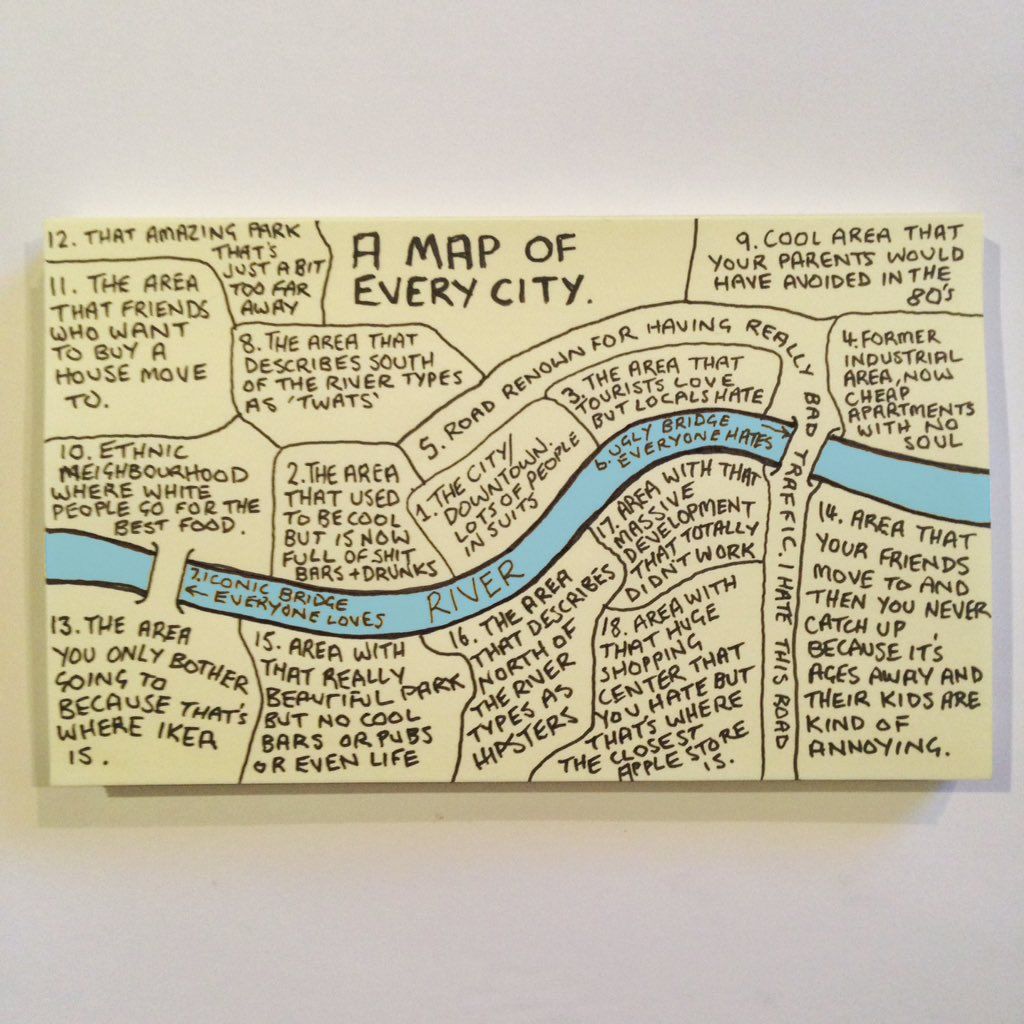 A MAP OF
EVERY CITY.
12. THAT AMAZING PARK
THAT'S
JUST A BIT
TOO FAR
AWAY
9. COOL AREA THAT
YOUR PARENTS WOULD
HAVE AVOIDED IN THE
80'S
11. THE AREA
THAT FRIENDS
WHO WANT
TO BUY A
HOUSE MOVE
TO.
8. THE AREA THAT
DESCRIBES SOUTH
OF THE RIVER TYPES
AS 'TWATS'
5. ROAD RENOWN FOR HAVING REALLY BAD TRAFFIC. I HATE THIS ROAD
3. THE AREA THAT
TOURISTS LOVE
BUT LOCALS HATE
4. FORMER
INDUSTRIAL
AREA, NOW
CHEAP
APARTMENTS
WITH NO
SOUL
10. ETHNIC
NEIGHBOURHOOD
WHERE WHITE
PEOPLE GO FOR THE
BEST FOOD.
2. THE AREA
THAT USED
TO BE COOL
BUT IS NOW
FULL OF SHIT
BARS + DRUNKS
1. THE CITY/
DOWNTOWN.
LOTS OF PEOPLE
IN SUITS
6. UGLY BRIDGE
EVERYONE HATES
7. ICONIC BRIDGE
EVERYONE LOVES
RIVER
13. THE AREA
YOU ONLY BOTHER
GOING TO
BECAUSE THAT'S
WHERE IKEA
IS.
15. AREA WITH
THAT REALLY
BEAUTIFUL PARK
BUT NO COOL
BARS OR PUBS
OR EVEN LIFE
16. THE AREA
THAT DESCRIBES
NORTH OF
THE RIVER
TYPES AS
HIPSTERS
17. AREA WITH THAT
MASSIVE
DEVELOPMENT
THAT TOTALLY
DIDN'T WORK
18. AREA WITH
THAT HUGE
SHOPPING
CENTER THAT
YOU HATE BUT
THAT'S WHERE
THE CLOSEST
APPLE STORE
IS.
14. AREA THAT
YOUR FRIENDS
MOVE TO AND
THEN YOU NEVER
CATCH UP
BECAUSE IT'S
AGES AWAY AND
THEIR KIDS ARE
KIND OF
ANNOYING.